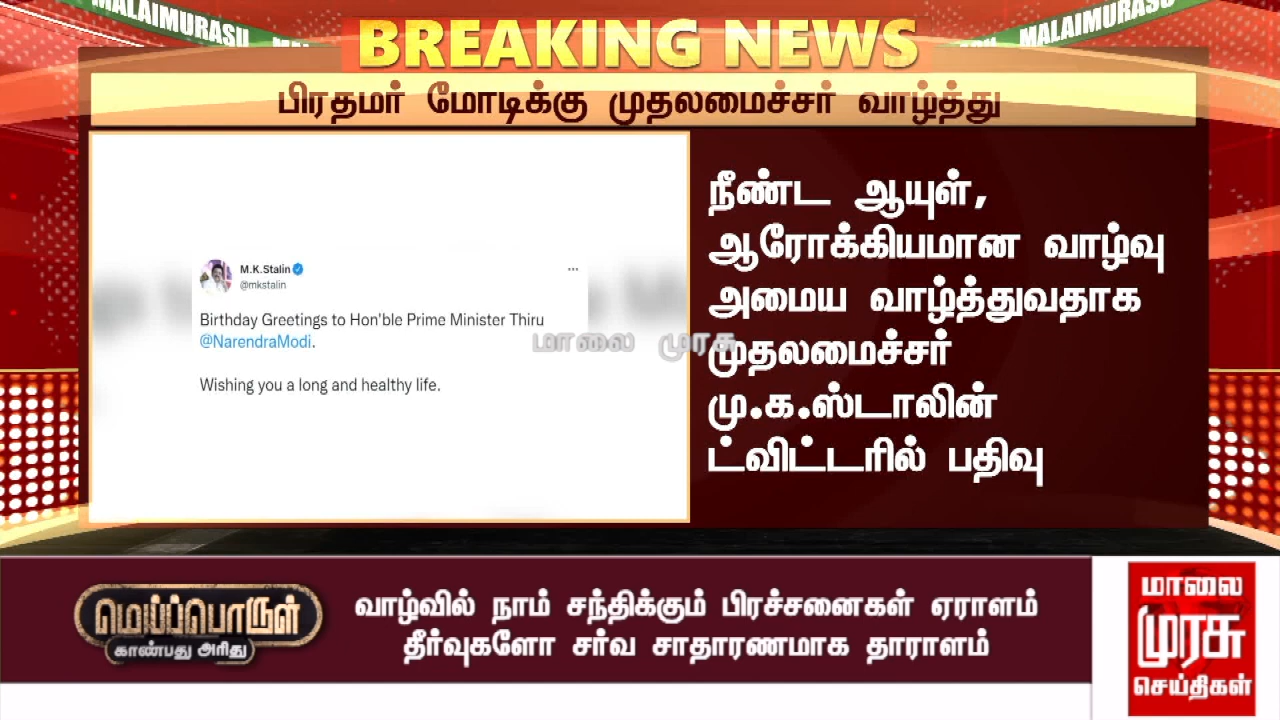 MALAIMURASU
MALAIMURASU
BREAKING NEWS
பிரதமர் மோடிக்கு முதலமைச்சர் வாழ்த்து
M.K.Stalin
@mkstalin
Birthday Greetings to Hon'ble Prime Minister Thiru
@NarendraModi.
Wishing you a long and healthy life.
மாலை முரசு
நீண்ட ஆயுள்,
ஆரோக்கியமான வாழ்வு
அமைய வாழ்த்துவதாக
முதலமைச்சர்
மு.க.ஸ்டாலின்
ட்விட்டரில் பதிவு
மெய்ப்பொருள்
காண்பது அரிது
வாழ்வில் நாம் சந்திக்கும் பிரச்சனைகள் ஏராளம்
தீர்வுகளோ சர்வ சாதாரணமாக தாராளம்
மாலை
முரசு
செய்திகள்